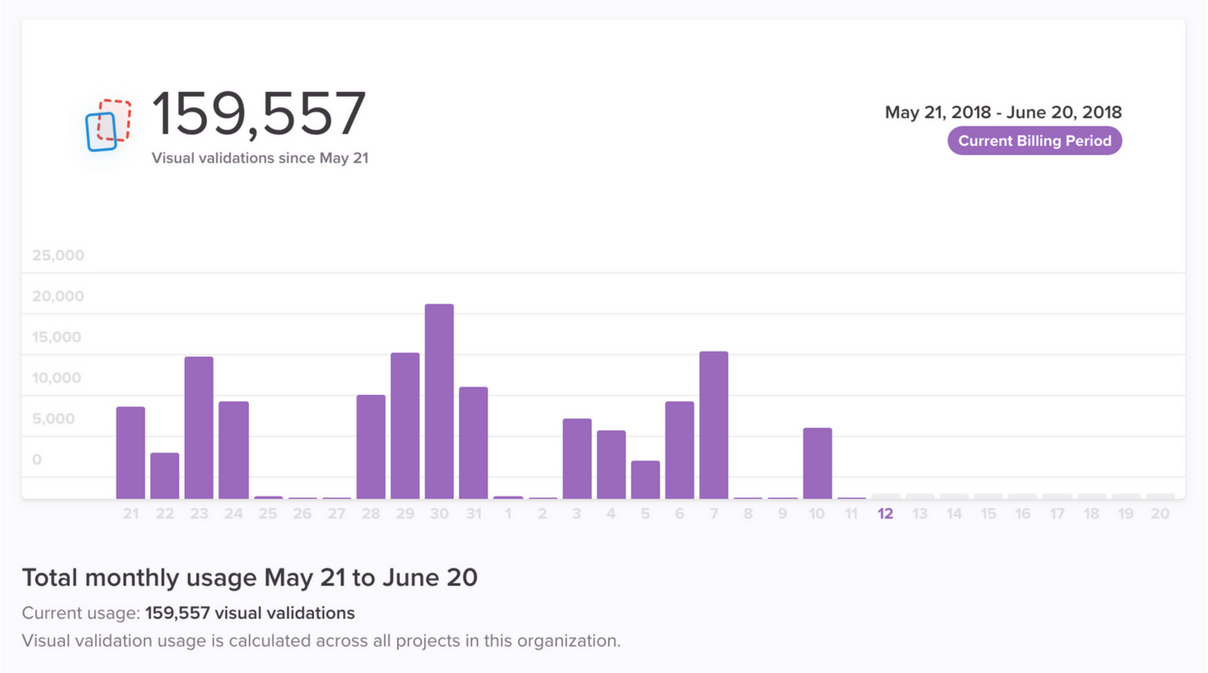 159,557
Visual validations since May 21
May 21, 2018 - June 20, 2018
Current Billing Period
25,000
20,000
15,000
10,000
5,000
0
21 22 23 24 25 26 27 28 29 30 31 1 2 3 4 5 6 7 8 9 10 11 12 13 14 15 16 17 18 19 20
Total monthly usage May 21 to June 20
Current usage: 159,557 visual validations
Visual validation usage is calculated across all projects in this organization.